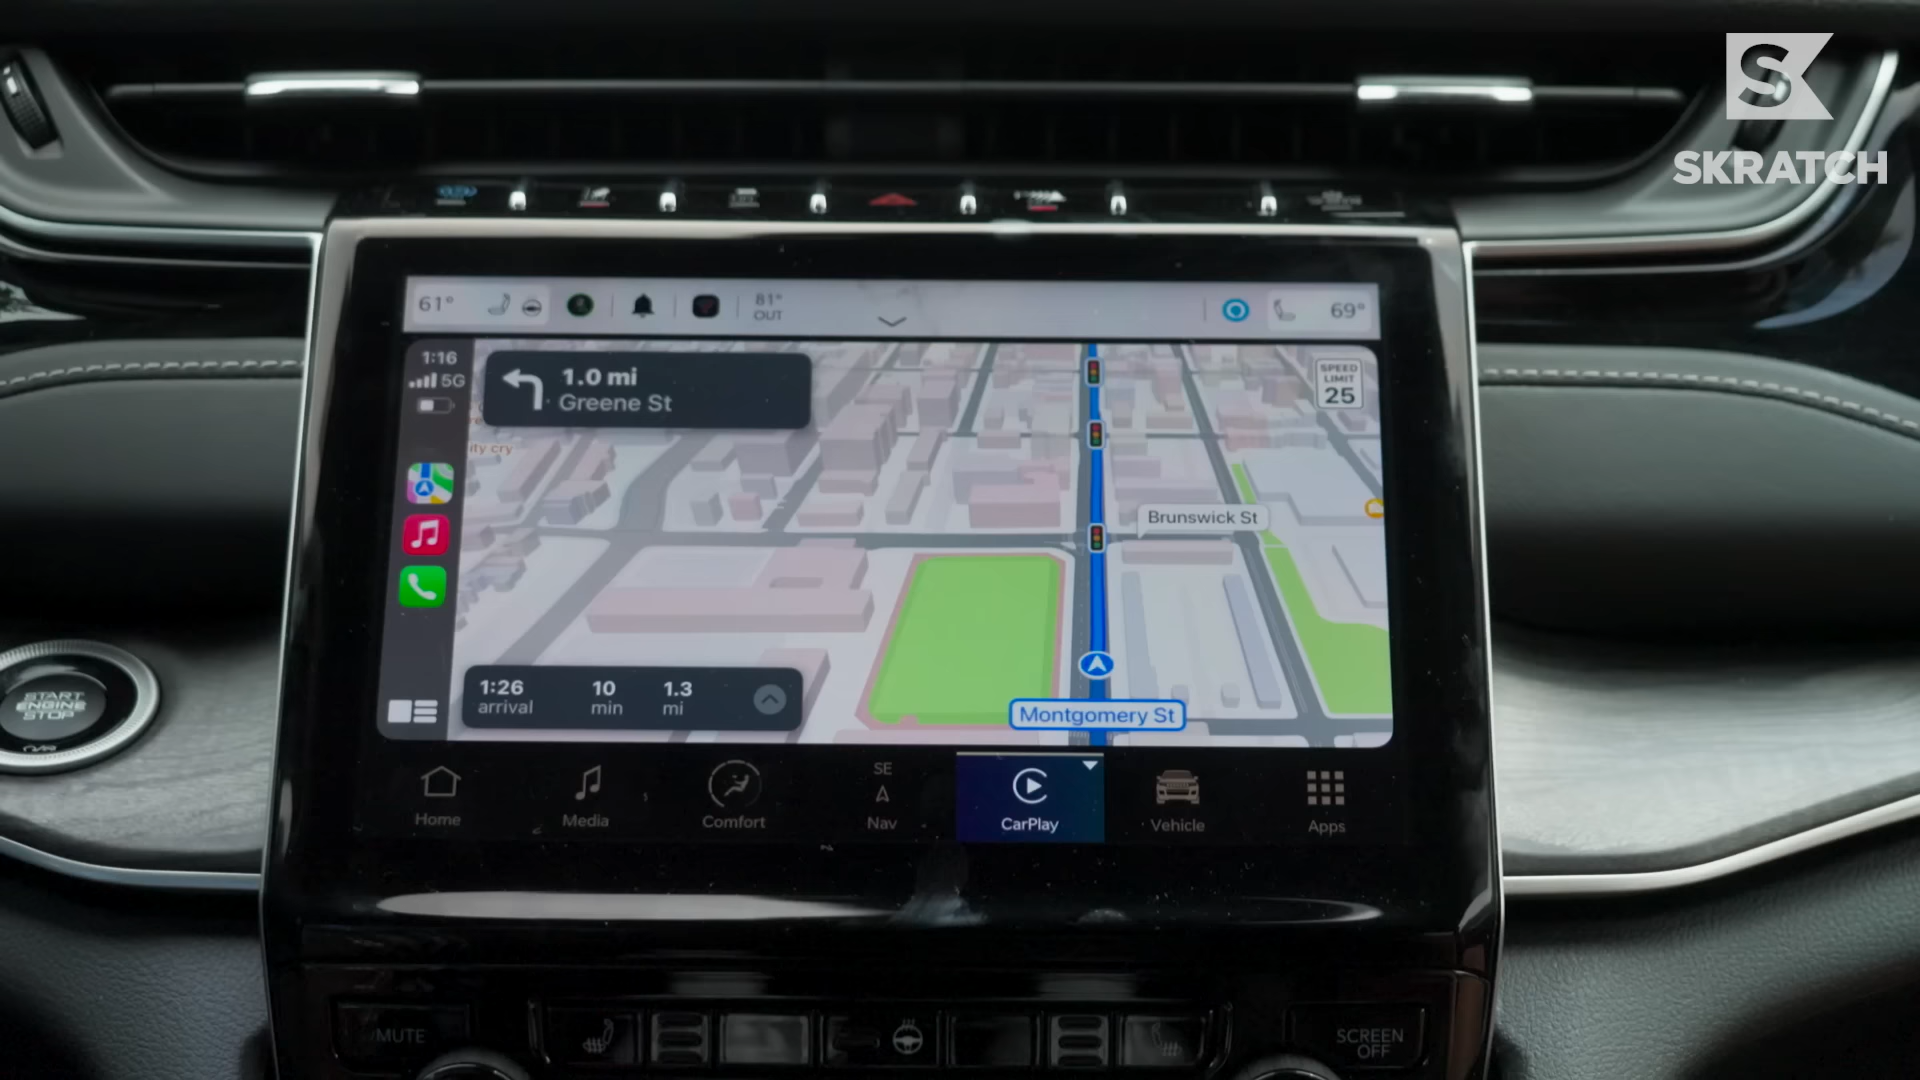 SKRATCH
61°
81°
OUT
69°
1:16
5G
1.0 mi
Greene St
SPEED
LIMIT
25
ity cry
Brunswick St
START
ENGINE
STOP
1:26
arrival
10
min
1.3
mi
Montgomery St
Home
Media
Comfort
SE
Nav
CarPlay
Vehicle
Apps
MUTE
SCREEN
OFF